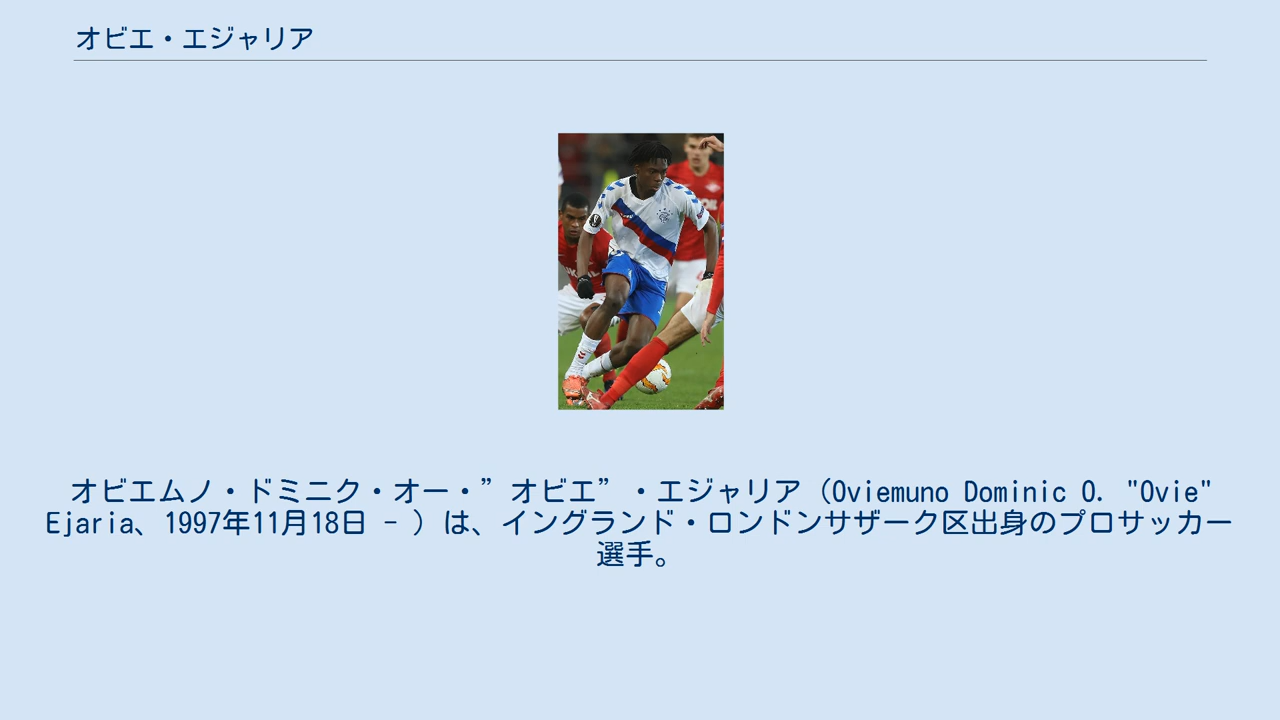 オビエ・エジャリア
オビエムノ・ドミニク・オー・”オビエ”・エジャリア（Oviemuno Dominic O. "Ovie"
Ejaria、1997年11月18日 - ）は、イングランド・ロンドンサザーク区出身のプロサッカー
選手。